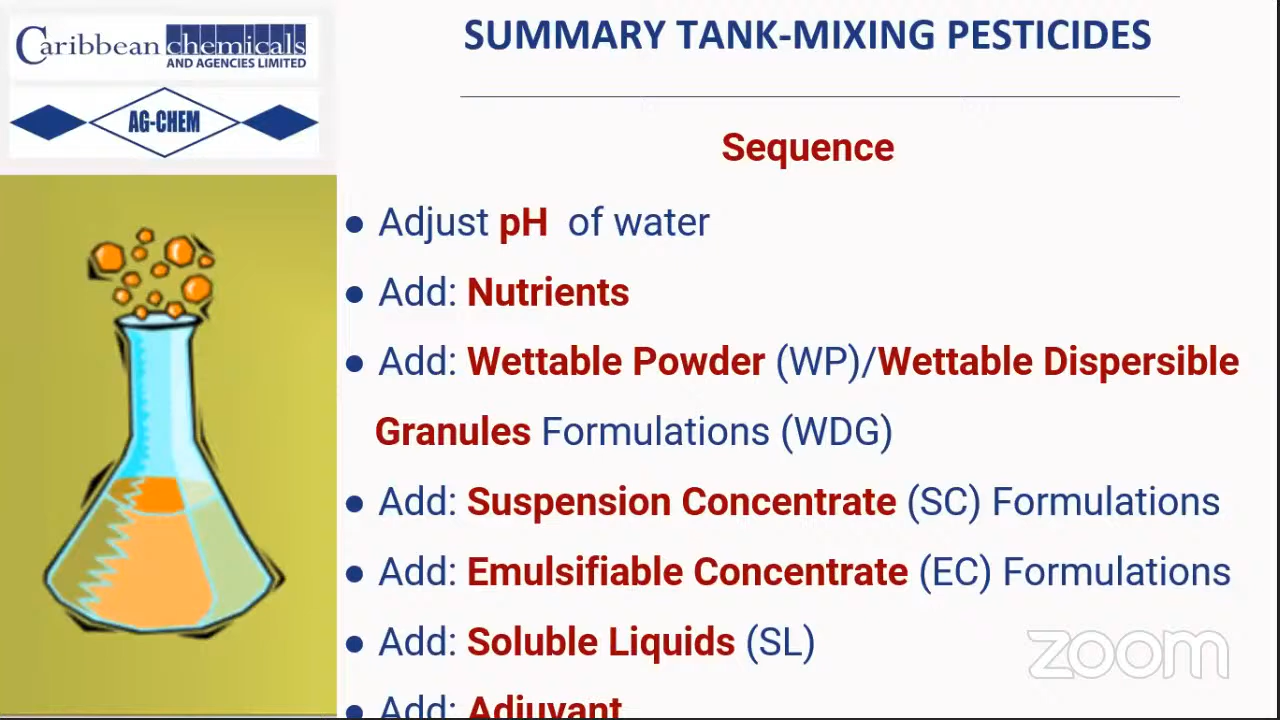 Caribbean chemicals
AND AGENCIES LIMITED
AG-CHEM
SUMMARY TANK-MIXING PESTICIDES
Sequence
• Adjust pH of water
• Add: Nutrients
• Add: Wettable Powder (WP)/Wettable Dispersible
Granules Formulations (WDG)
• Add: Suspension Concentrate (SC) Formulations
• Add: Emulsifiable Concentrate (EC) Formulations
• Add: Soluble Liquids (SL)
• Add: Adjuvant
zoom